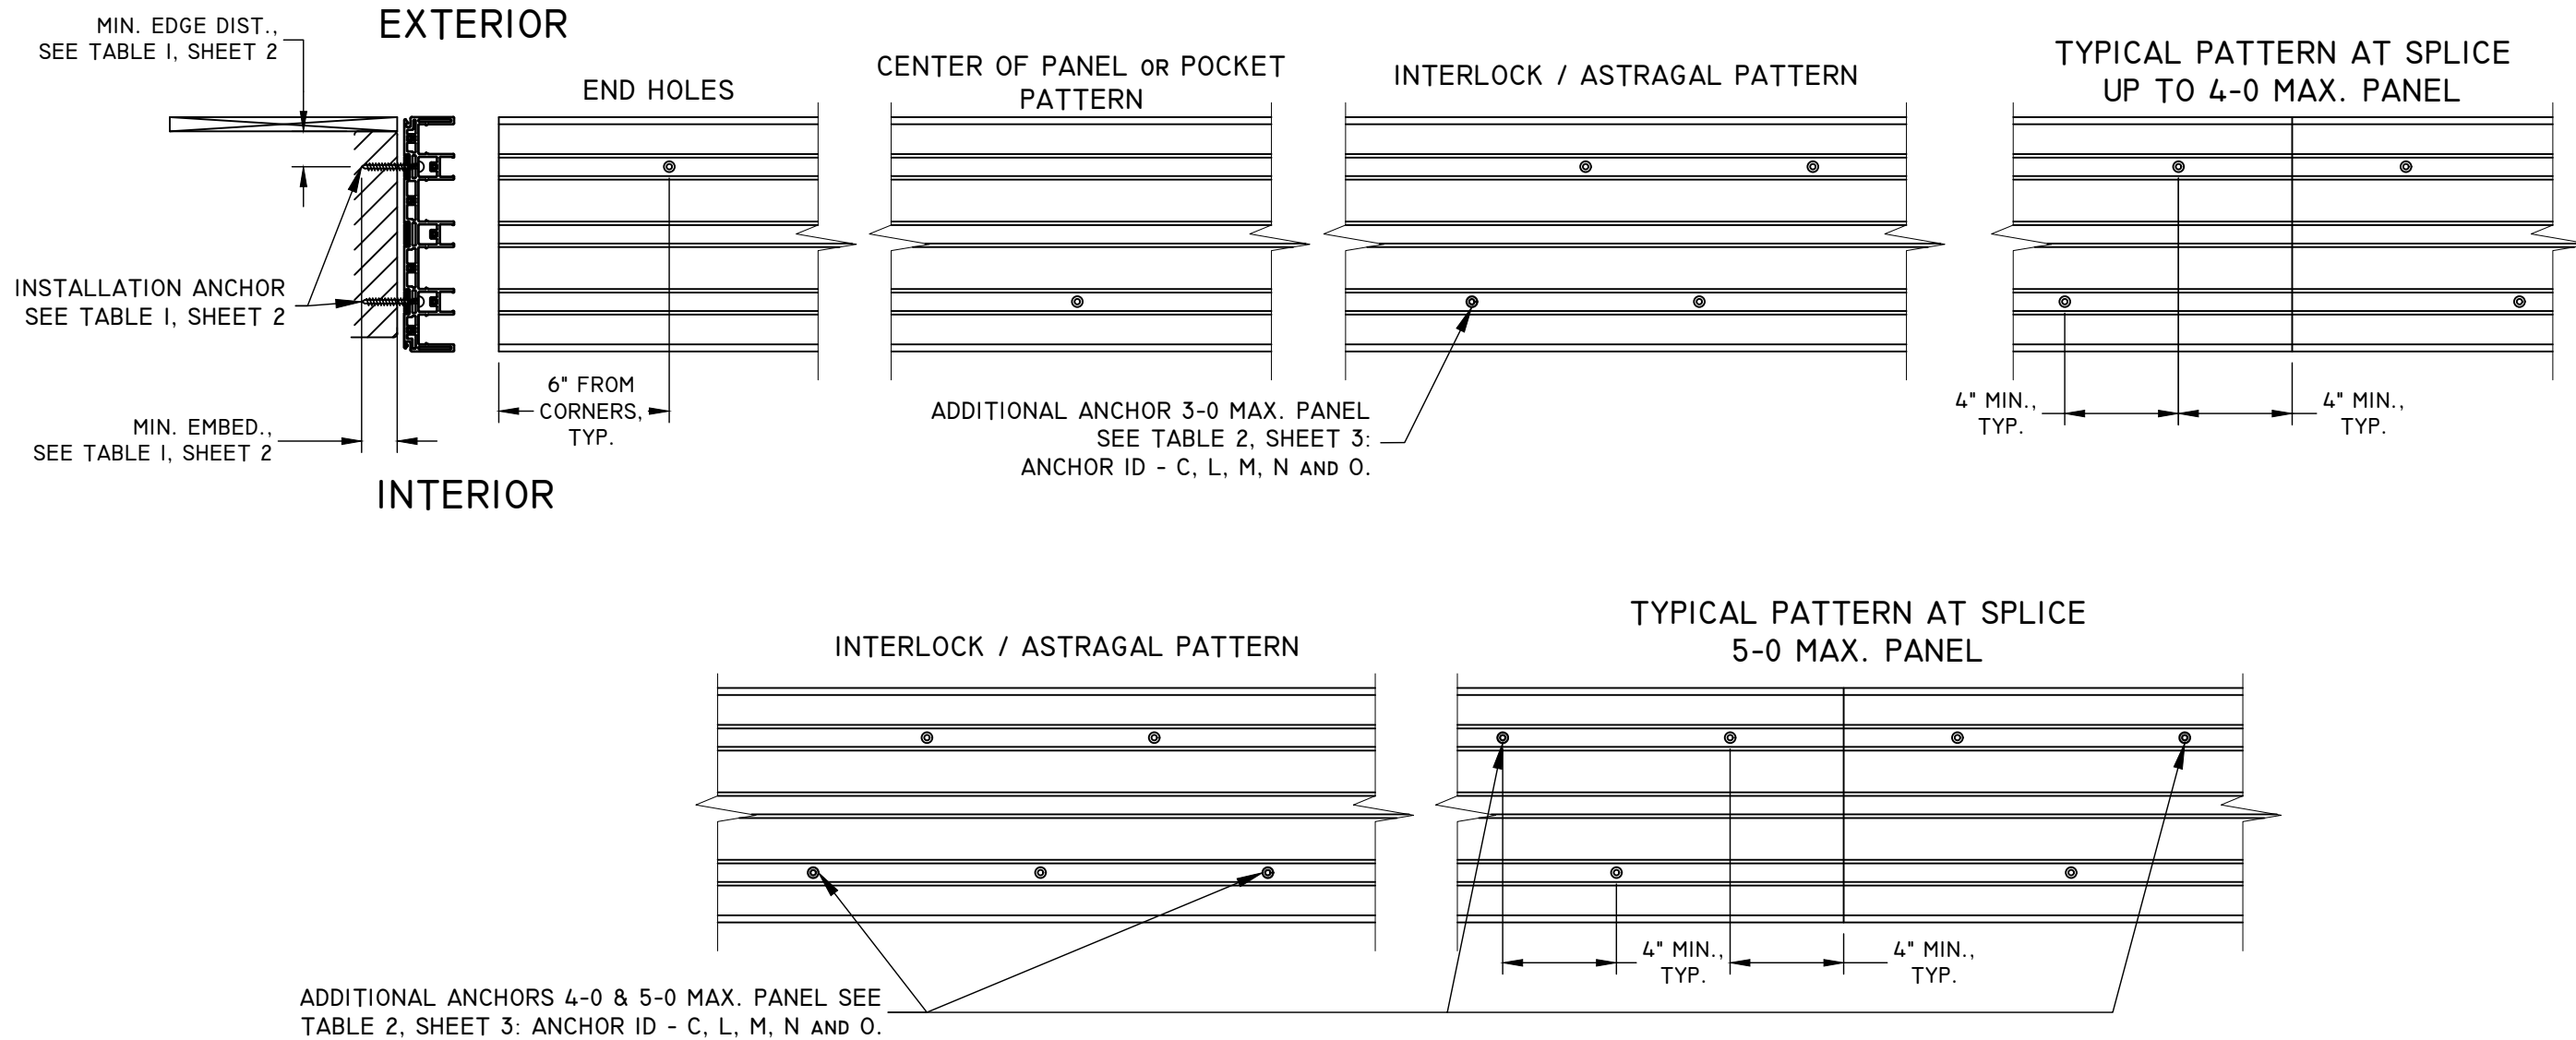 EXTERIOR
MIN. EDGE DIST.,
SEE TABLE 1, SHEET 2
END HOLES
CENTER OF PANEL OR POCKET
PATTERN
INTERLOCK / ASTRAGAL PATTERN
TYPICAL PATTERN AT SPLICE
UP TO 4-0 MAX. PANEL
INSTALLATION ANCHOR
SEE TABLE 1, SHEET 2
6" FROM
CORNERS,
TYP.
MIN. EMBED.,
SEE TABLE 1, SHEET 2
ADDITIONAL ANCHOR 3-0 MAX. PANEL
SEE TABLE 2, SHEET 3:
ANCHOR ID - C, L, M, N AND O.
4" MIN.,
TYP.
4" MIN.,
TYP.
INTERIOR
INTERLOCK / ASTRAGAL PATTERN
TYPICAL PATTERN AT SPLICE
5-0 MAX. PANEL
4" MIN.,
TYP.
4" MIN.,
TYP.
ADDITIONAL ANCHORS 4-0 & 5-0 MAX. PANEL SEE
TABLE 2, SHEET 3: ANCHOR ID - C, L, M, N AND O.